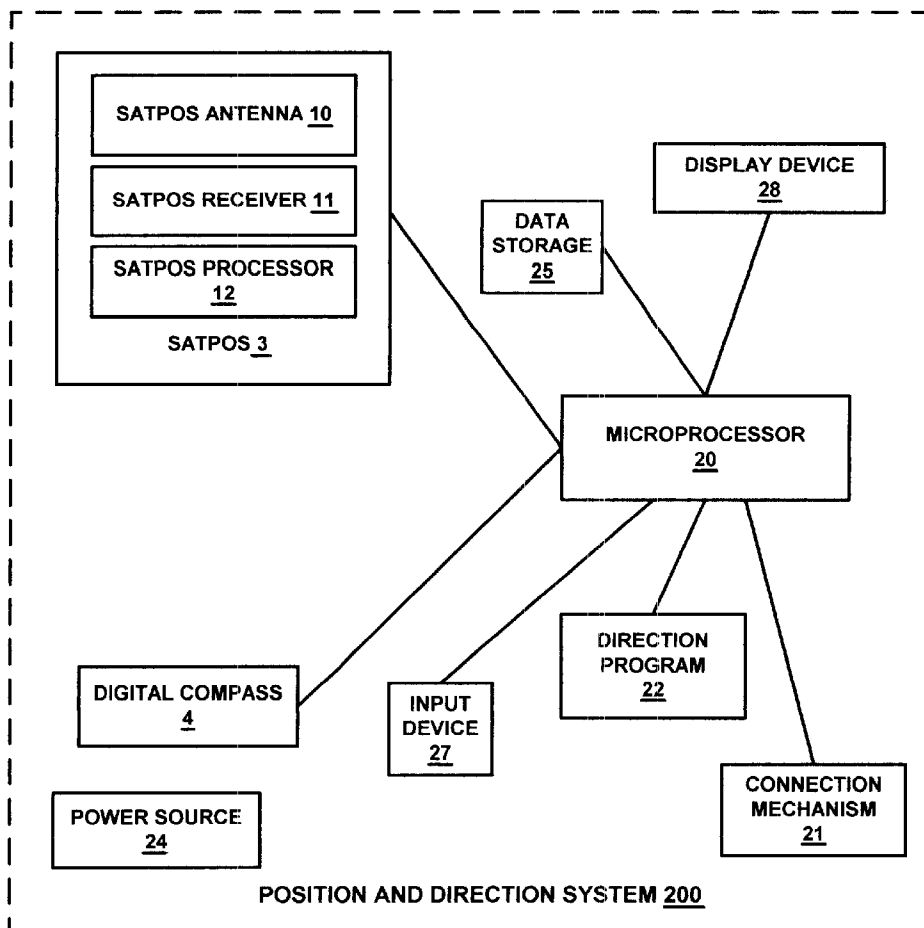 SATPOS ANTENNA 10
SATPOS RECEIVER 11
SATPOS PROCESSOR
12
SATPOS 3
DATA
STORAGE
25
DISPLAY DEVICE
28
MICROPROCESSOR
20
DIGITAL COMPASS
4
INPUT
DEVICE
27
DIRECTION
PROGRAM
22
CONNECTION
MECHANISM
21
POWER SOURCE
24
POSITION AND DIRECTION SYSTEM 200